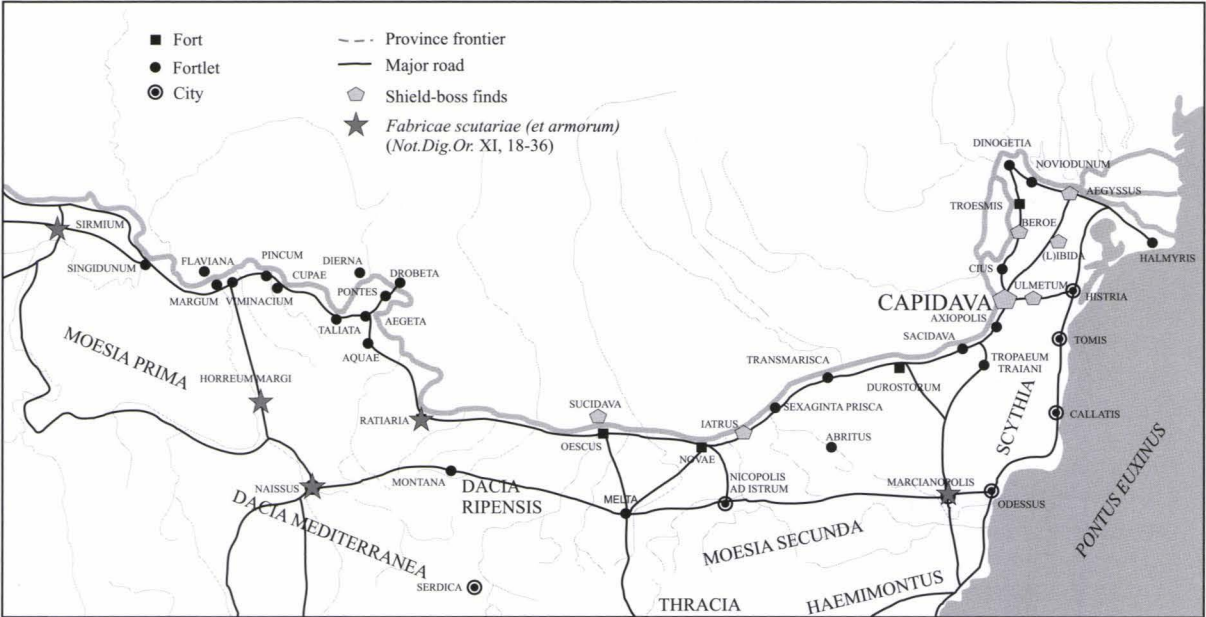 Fort
Fortlet
City
Province frontier
Major road
Shield-boss finds
Fabricae scutariae (et armorum)
(Not.Dig.Or. XI, 18-36)
DINOGETIA
NOVIODUNUM
AEGYSSUS
TROESMIS
BEROE
(L)IBIDA
HALMYRIS
CIUS
ULMETUM
HISTRIA
CAPIDAVA
AXIOPOLIS
SACIDAVA
TOMIS
TROPAEUM
TRAIANI
TRANSMARISCA
DUROSTORUM
CALLATIS
SCYTHIA
PONTUS EUXINUS
SIRMIUM
SINGIDUNUM
FLAVIANA
PINCUM
CUPAE
DIERNA
DROBETA
PONTES
MARGUM
VIMINACIUM
TALIATA
AEGETA
AQUAE
MOESIA PRIMA
HORREUM MARGI
RATIARIA
SUCIDAVA
OESCUS
IATRUS
SEXAGINTA PRISCA
NOVAE
ABRITUS
NAISSUS
MONTANA
DACIA
RIPENSIS
MELTA
NICOPOLIS
AD ISTRUM
MARCIANOPOLIS
ODESSUS
DACIA MEDITERRANEA
MOESIA SECUNDA
SERDICA
THRACIA
HAEMIMONTUS